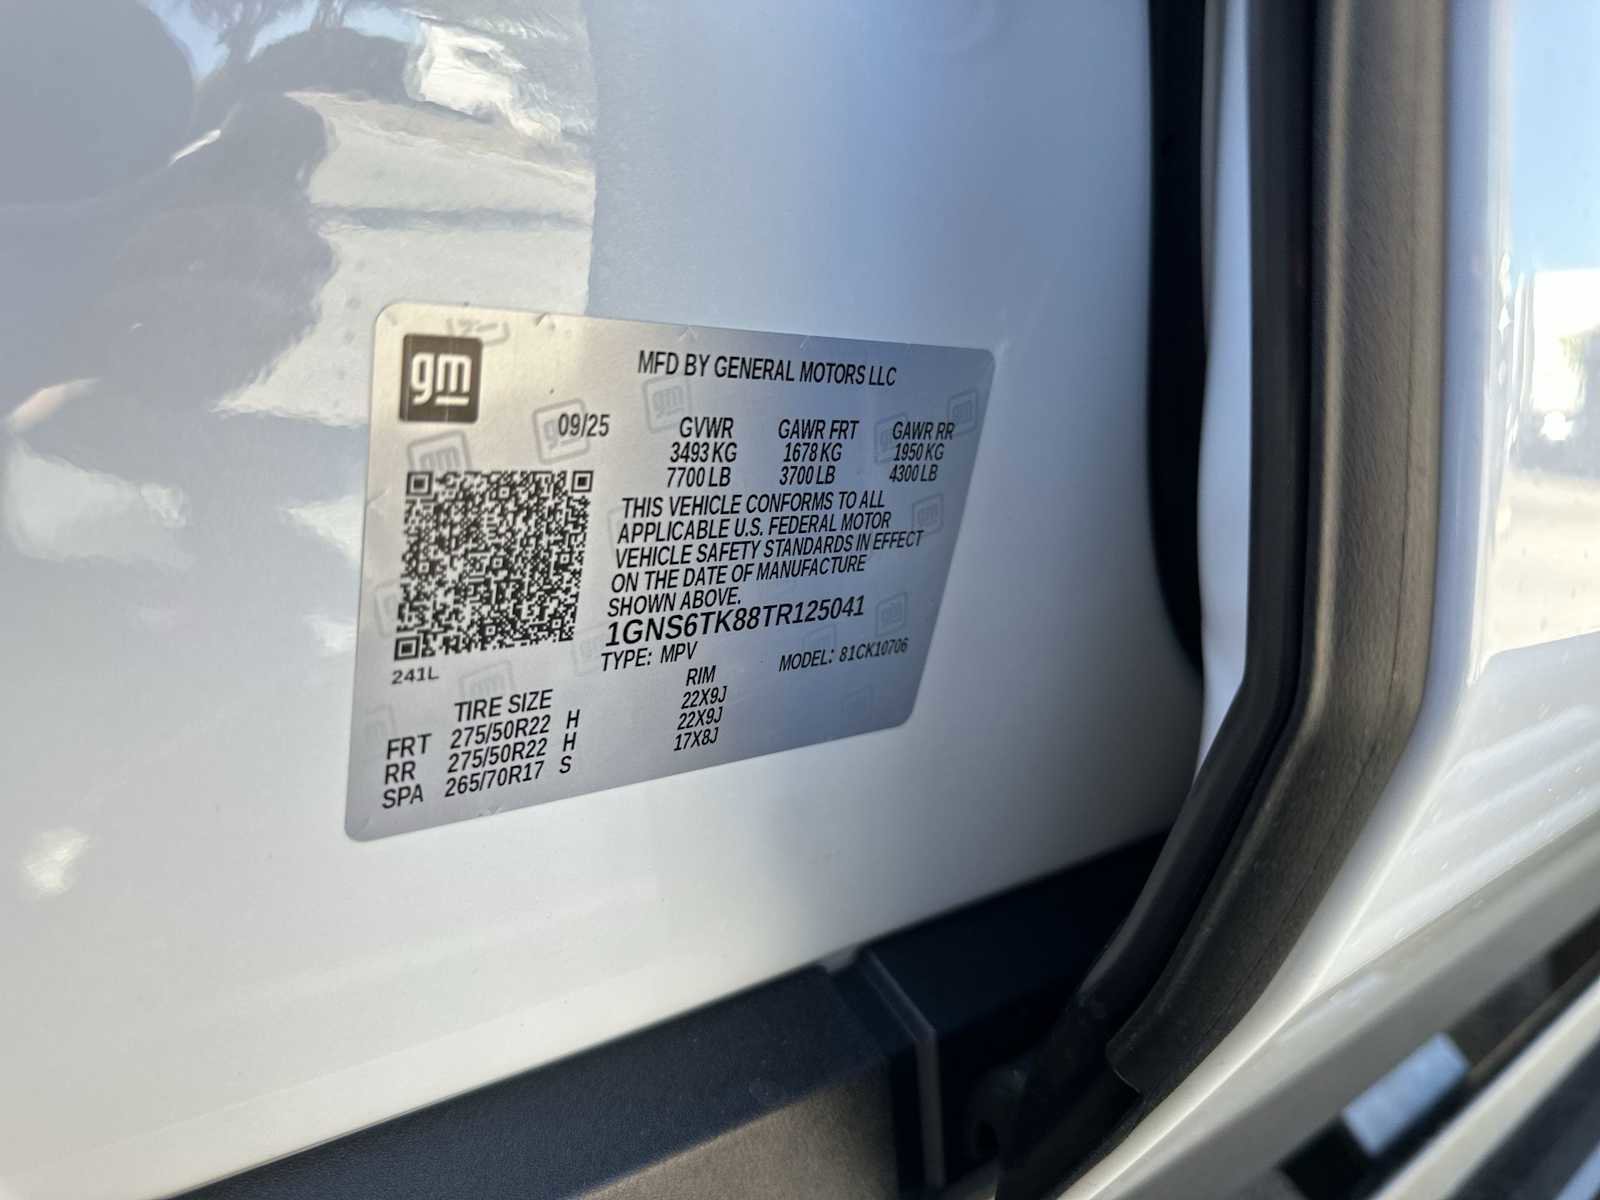 gm
MFD BY GENERAL MOTORS LLC
09/25 GVWR GAWR FRT GAWR RR
3493 KG 1678 KG 1950 KG
7700 LB 3700 LB 4300 LB
THIS VEHICLE CONFORMS TO ALL
APPLICABLE U.S. FEDERAL MOTOR
VEHICLE SAFETY STANDARDS IN EFFECT
ON THE DATE OF MANUFACTURE
SHOWN ABOVE.
1GNS6TK88TR125041
TYPE: MPV MODEL: 81CK10706
241L
TIRE SIZE RIM
FRT 275/50R22 H 22X9J
RR 275/50R22 H 22X9J
SPA 265/70R17 S 17X8J